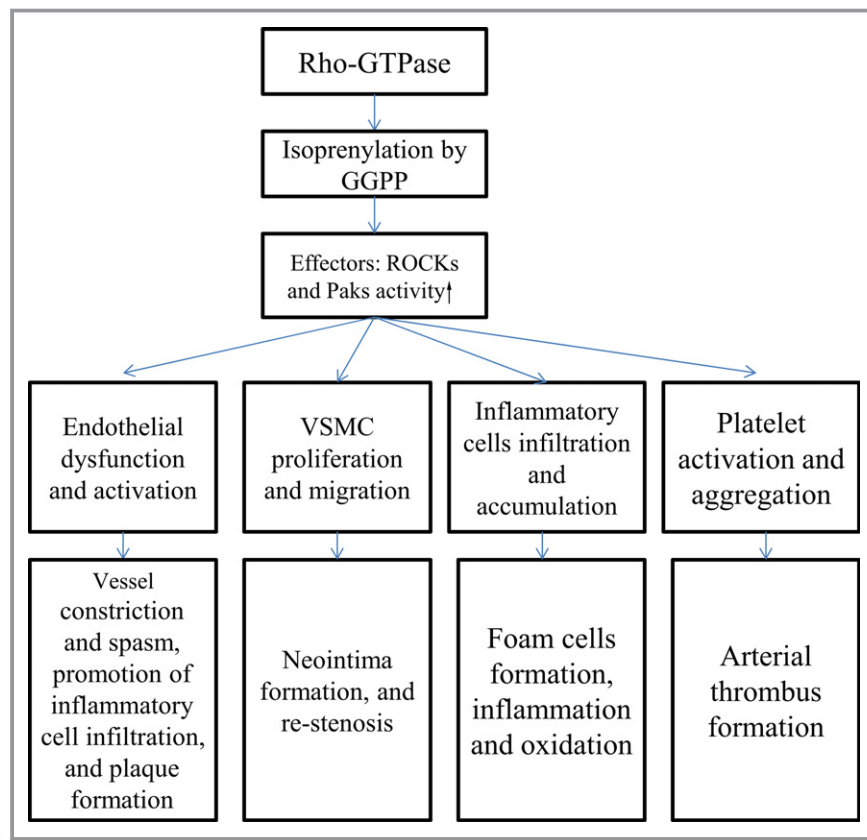 Rho-GTPase
Isoprenylation by
GGPP
Effectors: ROCKs
and Paks activity↑
Endothelial
dysfunction
and activation
VSMC
proliferation
and migration
Inflammatory
cells infiltration
and
accumulation
Platelet
activation and
aggregation
Vessel
constriction
and spasm,
promotion of
inflammatory
cell infiltration,
and plaque
formation
Neointima
formation, and
re-stenosis
Foam cells
formation,
inflammation
and oxidation
Arterial
thrombus
formation